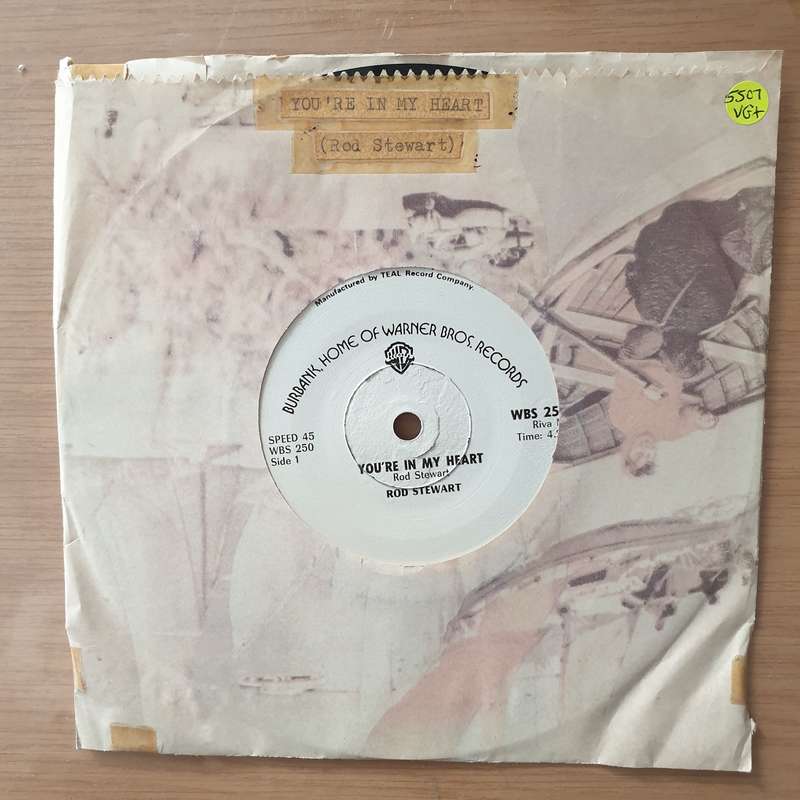 YOU'RE IN MY HEART
(Rod Stewart)
5507
VG+
Manufactured by TEAL Record Company.
BURBANK, HOME OF WARNER BROS. RECORDS
SPEED 45
WBS 250
Side 1
WBS 25
Riva
Time: 4.
YOU'RE IN MY HEART
Rod Stewart
ROD STEWART